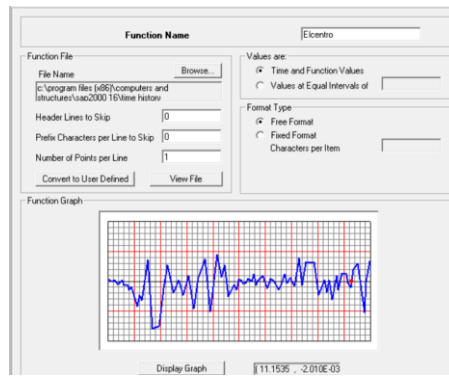 Function Name
Elcentro
Function File
File Name
Browse...
c:\program files (x86)\computers and
structures\sap2000 16\time history
Header Lines to Skip
0
Prefix Characters per Line to Skip
0
Number of Points per Line
1
Convert to User Defined
View File
Values are:
Time and Function Values
Values at Equal Intervals of
Format Type
Free Format
Fixed Format
Characters per Item
Function Graph
Display Graph
( 11.1535 , -2.010E-03